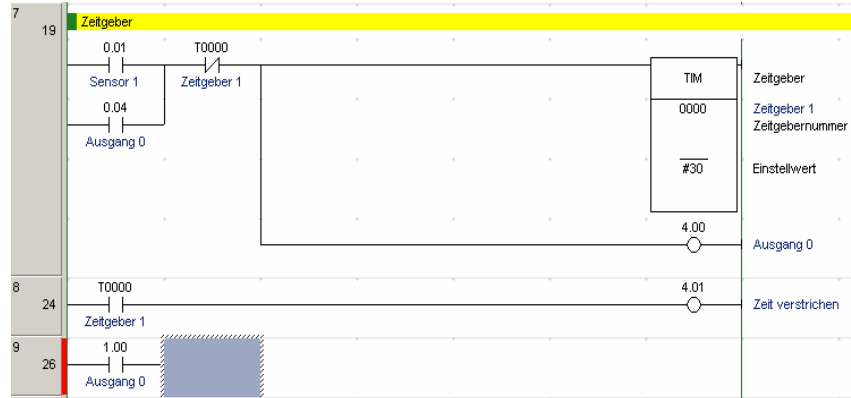 7
19
Zeitgeber
0.01 T0000
Sensor 1 Zeitgeber 1
TIM Zeitgeber
0.04
Ausgang 0
0000 Zeitgeber 1
Zeitgebernummer
#30 Einstellwert
4.00
Ausgang 0
8
24
T0000
Zeitgeber 1
4.01
Zeit verstrichen
9
26
1.00
Ausgang 0